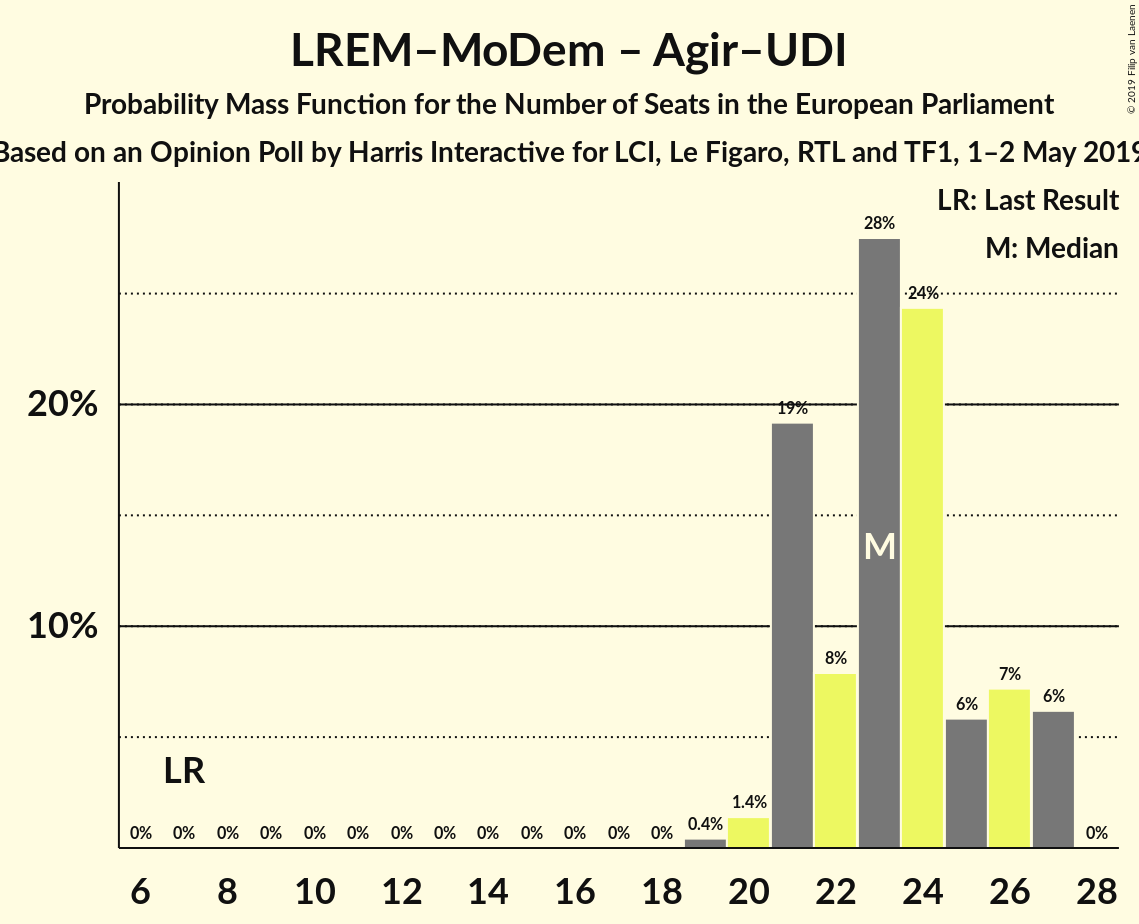 LREM–MoDem – Agir–UDI
Probability Mass Function for the Number of Seats in the European Parliament
Based on an Opinion Poll by Harris Interactive for LCI, Le Figaro, RTL and TF1, 1–2 May 2019
© 2019 Filip van Laenen
LR: Last Result
M: Median
28%
24%
20%
19%
M
10%
8%
7%
6%
6%
LR
1.4%
0.4%
0% 0% 0% 0% 0% 0% 0% 0% 0% 0% 0% 0% 0% 0%
6 8 10 12 14 16 18 20 22 24 26 28